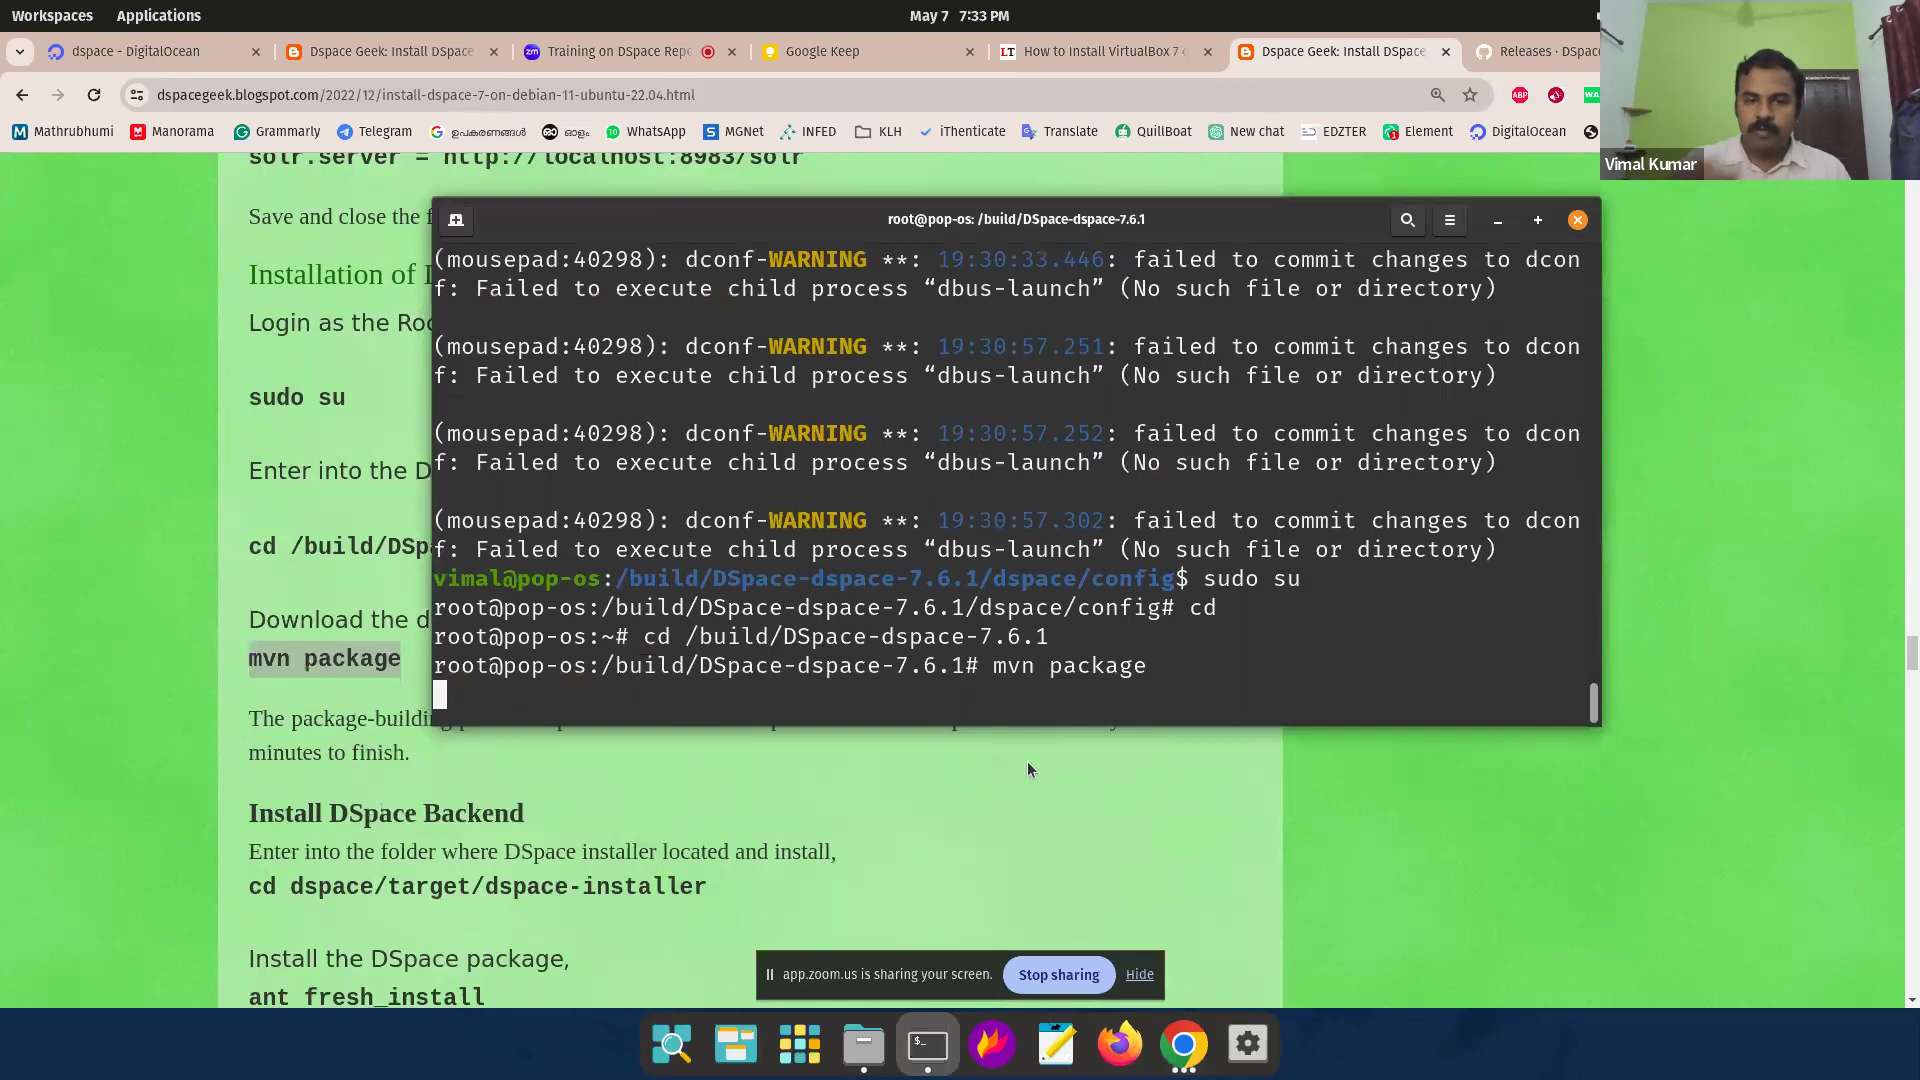 Workspaces Applications May 7 7:33 PM
dspace - DigitalOcean Dspace Geek: Install DSpace Training on DSpace Repo Google Keep LT How to Install VirtualBox 7 Dspace Geek: Install DSpace Releases · DSpac
dspacegeek.blogspot.com/2022/12/install-dspace-7-on-debian-11-ubuntu-22.04.html ABP WA
M Mathrubhumi Manorama Grammarly Telegram ഉപകരണങ്ങൾ ഓളം WhatsApp MGNet INFED KLH iThenticate Translate QuillBoat New chat EDZTER Element DigitalOcean
Vimal Kumar
solr.server = http://localhost:8983/solr
Save and close the f
Installation of
Login as the Roo
sudo su
Enter into the D
cd /build/DSp
Download the d
mvn package
root@pop-os: /build/DSpace-dspace-7.6.1
(mousepad:40298): dconf-WARNING **: 19:30:33.446: failed to commit changes to dcon
f: Failed to execute child process “dbus-launch” (No such file or directory)
(mousepad:40298): dconf-WARNING **: 19:30:57.251: failed to commit changes to dcon
f: Failed to execute child process “dbus-launch” (No such file or directory)
(mousepad:40298): dconf-WARNING **: 19:30:57.252: failed to commit changes to dcon
f: Failed to execute child process “dbus-launch” (No such file or directory)
(mousepad:40298): dconf-WARNING **: 19:30:57.302: failed to commit changes to dcon
f: Failed to execute child process “dbus-launch” (No such file or directory)
vimal@pop-os:/build/DSpace-dspace-7.6.1/dspace/config$ sudo su
root@pop-os:/build/DSpace-dspace-7.6.1/dspace/config# cd
root@pop-os:~# cd /build/DSpace-dspace-7.6.1
root@pop-os:/build/DSpace-dspace-7.6.1# mvn package
The package-building
minutes to finish.
Install DSpace Backend
Enter into the folder where DSpace installer located and install,
cd dspace/target/dspace-installer
Install the DSpace package,
ant fresh_install
app.zoom.us is sharing your screen. Stop sharing Hide